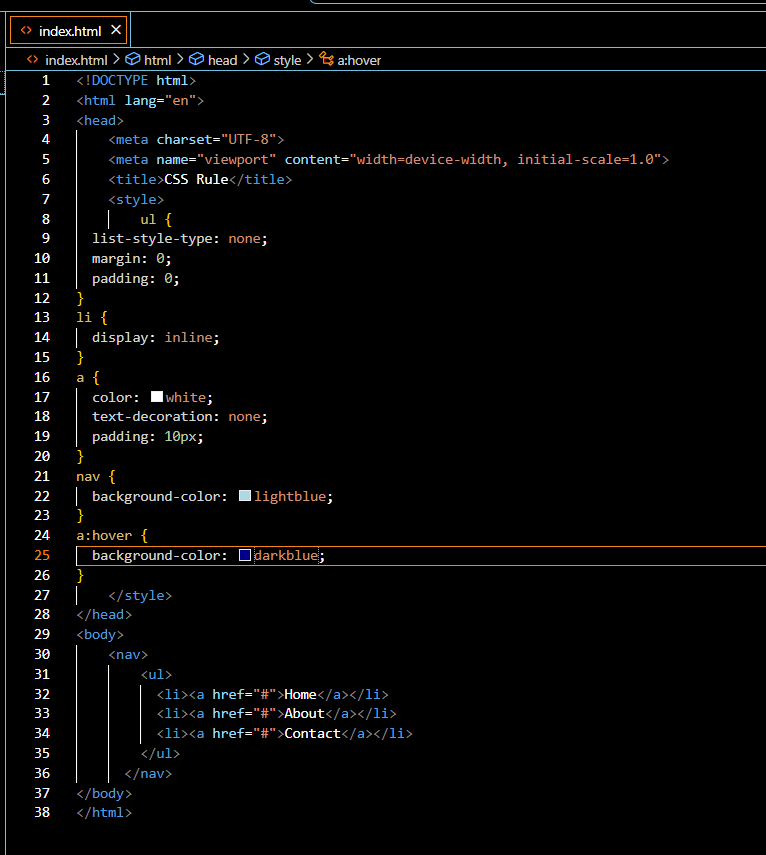 index.html
index.html > html > head > style > a:hover
1 <!DOCTYPE html>
2 <html lang="en">
3 <head>
4     <meta charset="UTF-8">
5     <meta name="viewport" content="width=device-width, initial-scale=1.0">
6     <title>CSS Rule</title>
7     <style>
8         ul {
9   list-style-type: none;
10   margin: 0;
11   padding: 0;
12 }
13 li {
14   display: inline;
15 }
16 a {
17   color: white;
18   text-decoration: none;
19   padding: 10px;
20 }
21 nav {
22   background-color: lightblue;
23 }
24 a:hover {
25   background-color: darkblue;
26 }
27     </style>
28 </head>
29 <body>
30     <nav>
31         <ul>
32           <li><a href="#">Home</a></li>
33           <li><a href="#">About</a></li>
34           <li><a href="#">Contact</a></li>
35         </ul>
36       </nav>
37 </body>
38 </html>